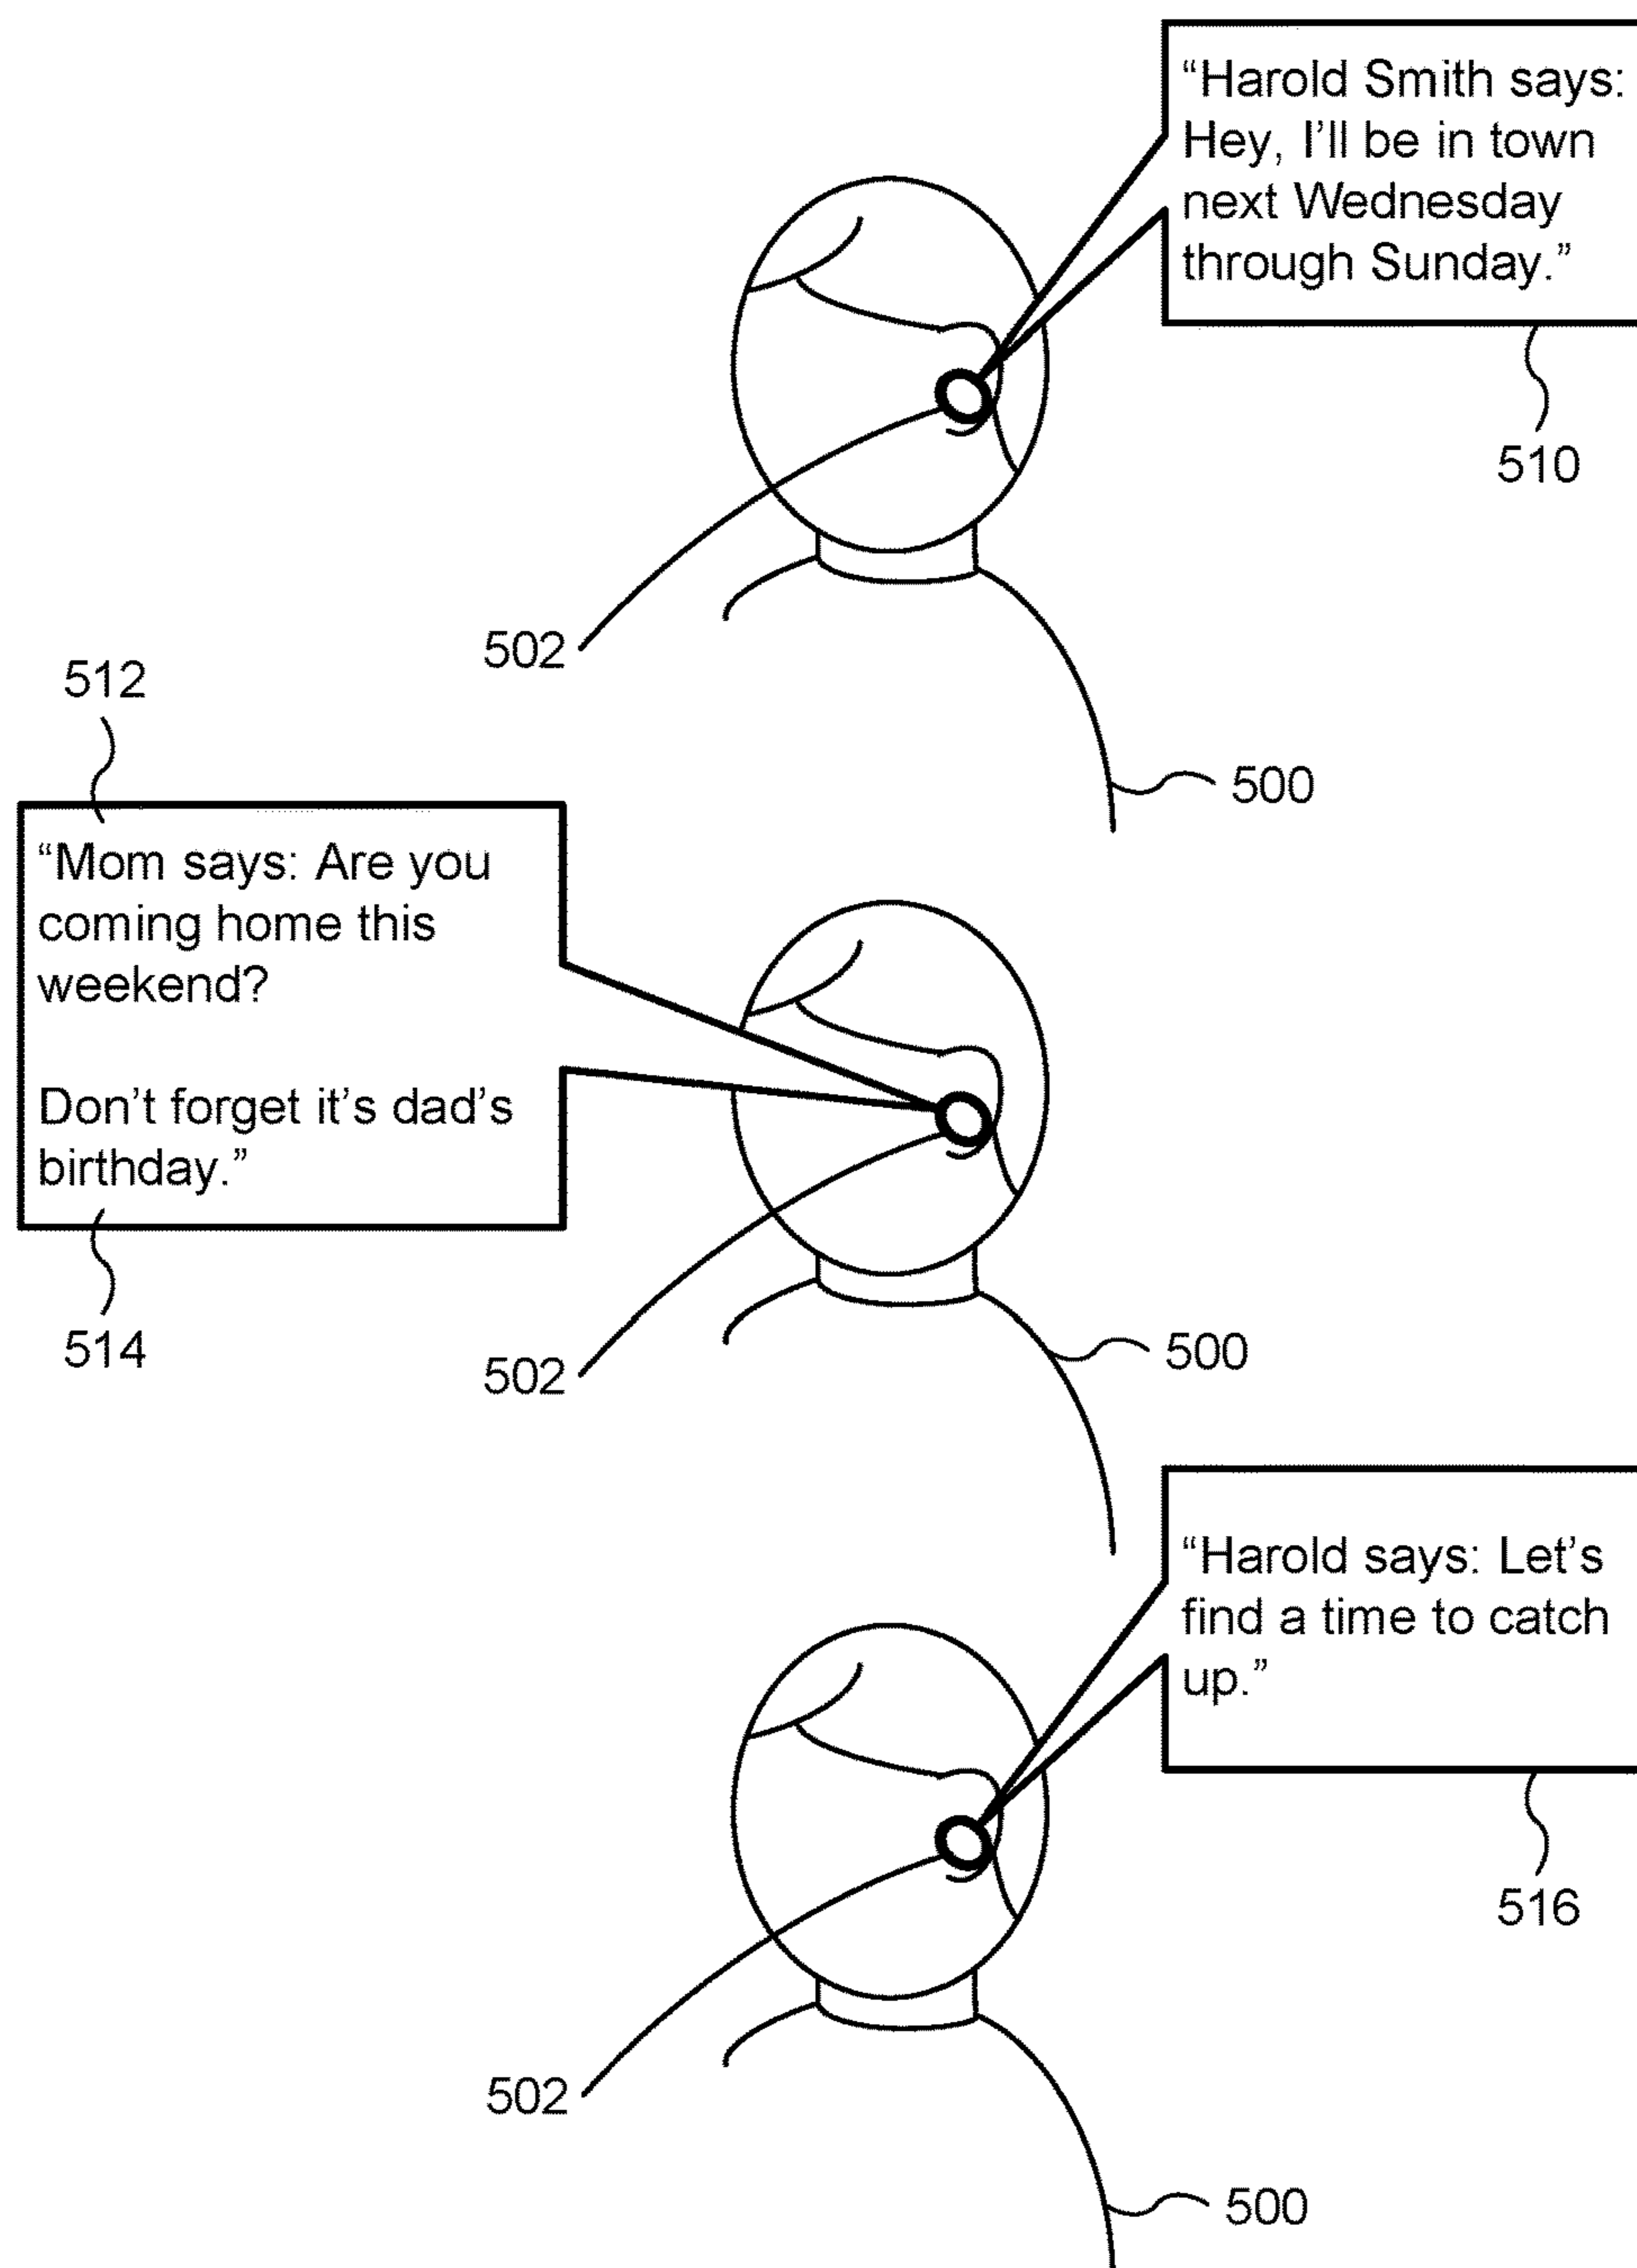 “Harold Smith says:
Hey, I’ll be in town
next Wednesday
through Sunday.”
510
502
512
500
“Mom says: Are you
coming home this
weekend?
Don’t forget it’s dad’s
birthday.”
514
502
500
“Harold says: Let’s
find a time to catch
up.”
516
502
500